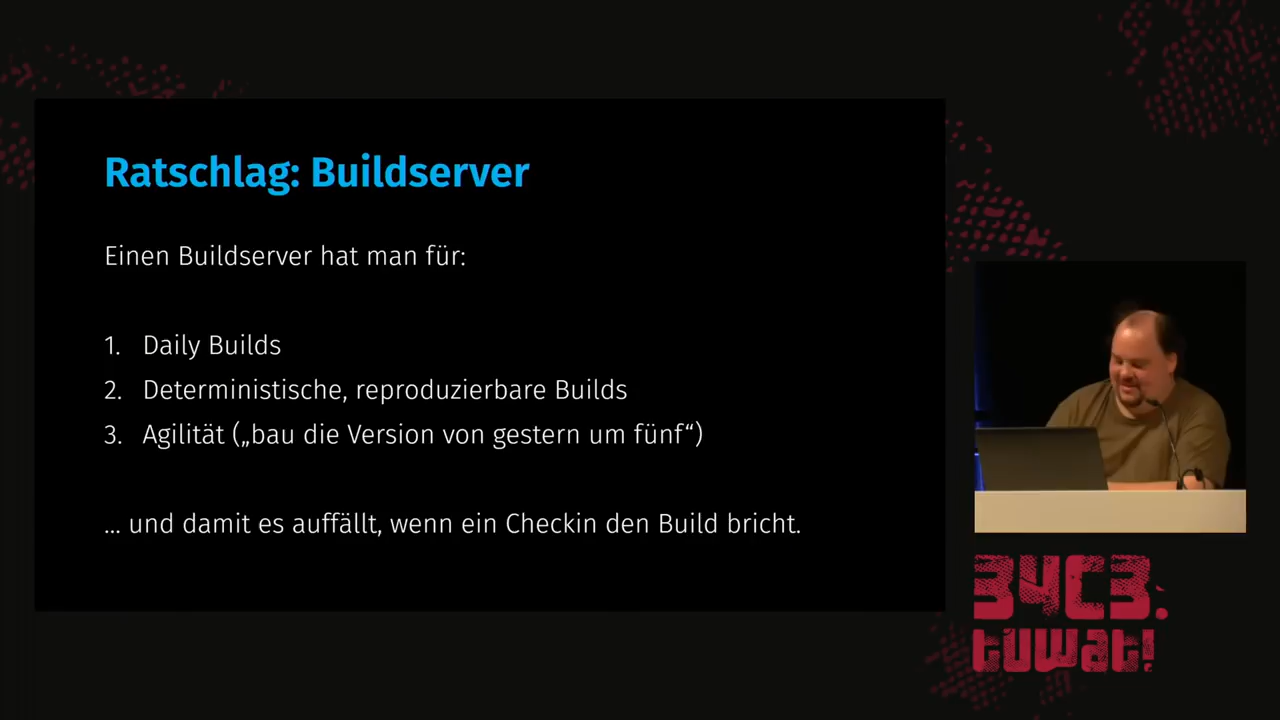 Ratschlag: Buildserver
Einen Buildserver hat man für:
1. Daily Builds
2. Deterministische, reproduzierbare Builds
3. Agilität („bau die Version von gestern um fünf“)
... und damit es auffällt, wenn ein Checkin den Build bricht.
34C3.
tuwat!